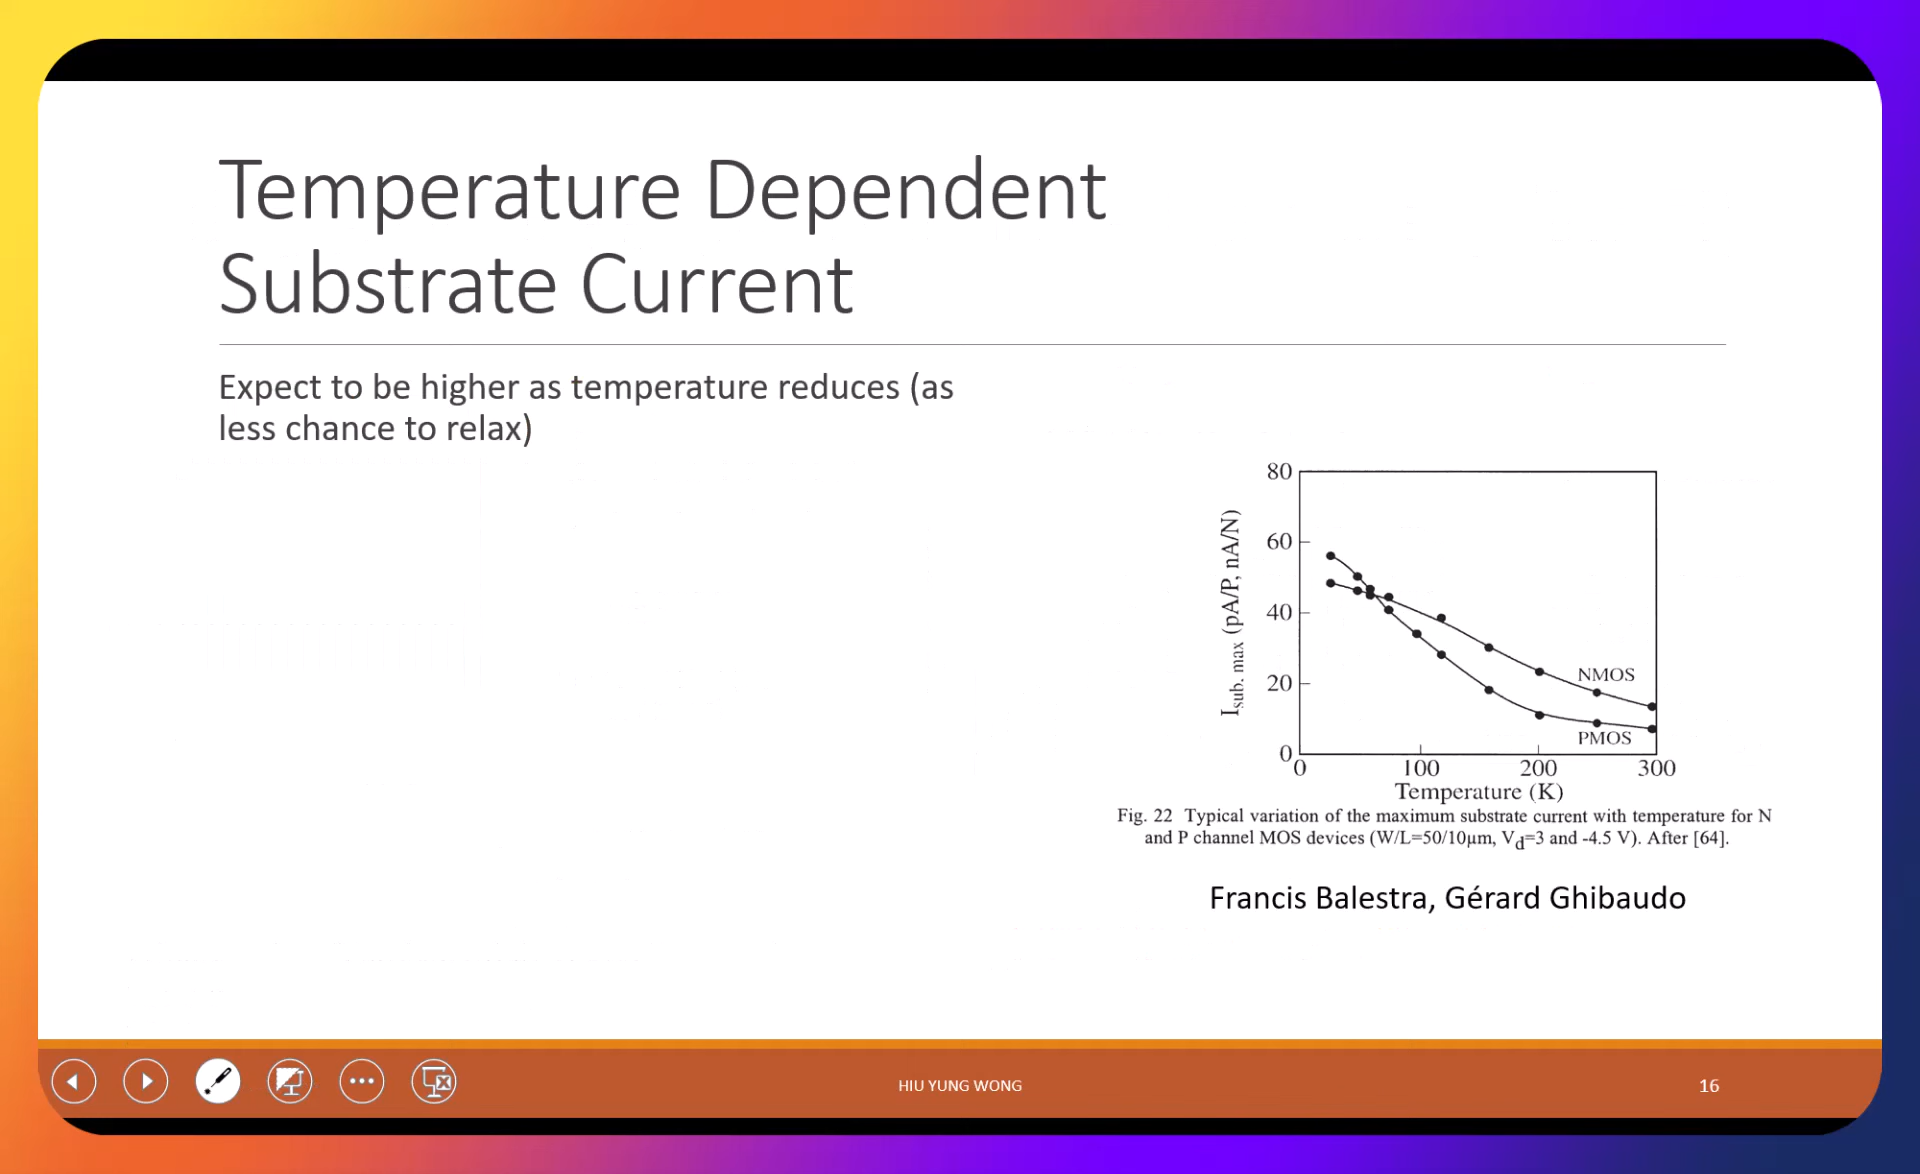 Temperature Dependent
Substrate Current
Expect to be higher as temperature reduces (as
less chance to relax)
80
60
40
20
0
I_sub. max (pA/P, nA/N)
NMOS
PMOS
0 100 200 300
Temperature (K)
Fig. 22 Typical variation of the maximum substrate current with temperature for N
and P channel MOS devices (W/L=50/10µm, V_d=3 and -4.5 V). After [64].
Francis Balestra, Gérard Ghibaudo
HIU YUNG WONG
16